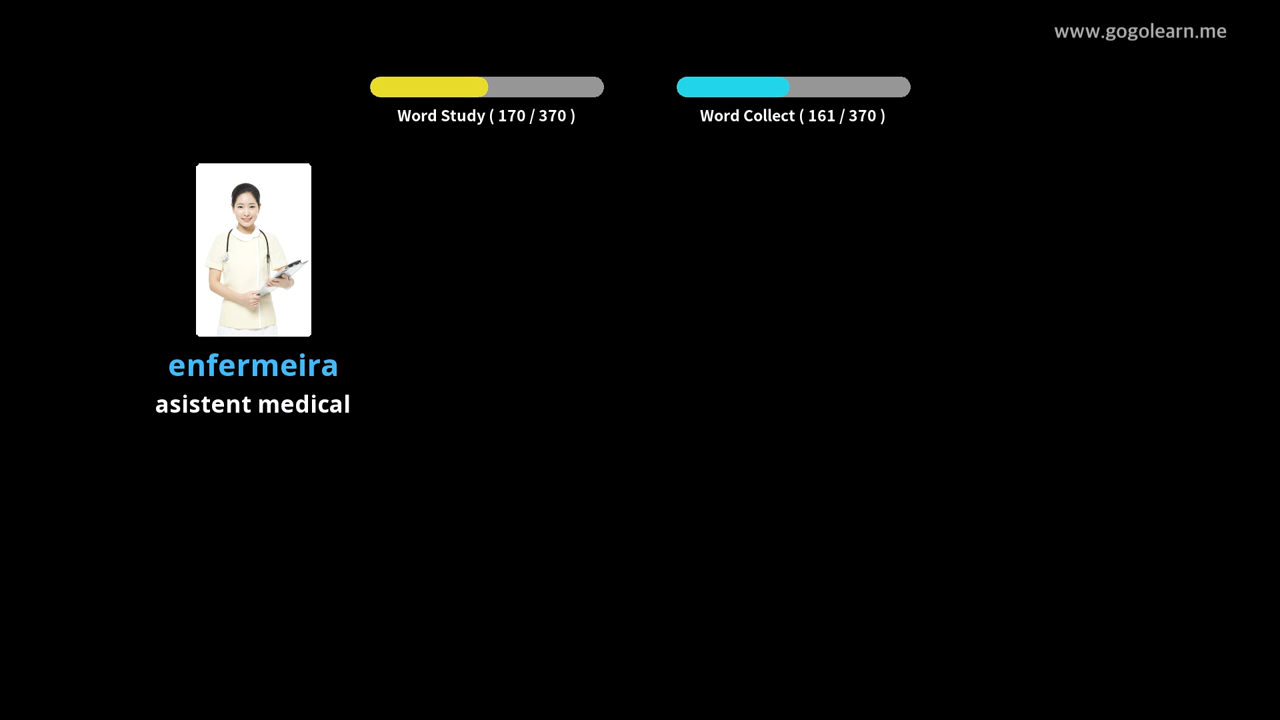 www.gogolearn.me
Word Study ( 170 / 370 )
Word Collect ( 161 / 370 )
enfermeira
asistent medical